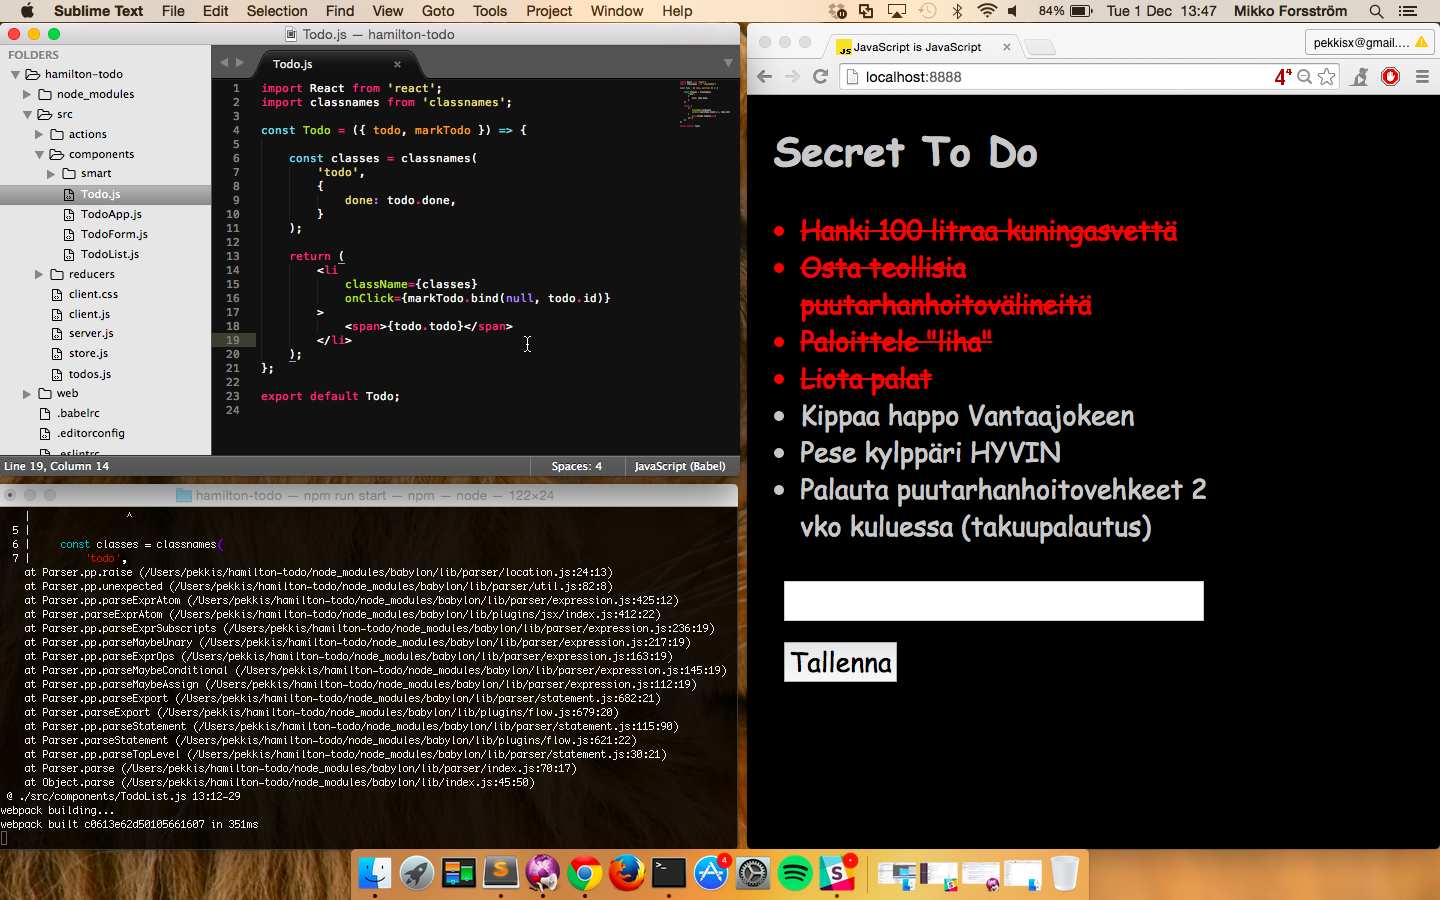 Sublime Text File Edit Selection Find View Goto Tools Project Window Help 84% Tue 1 Dec 13:47 Mikko Forsström
Todo.js — hamilton-todo
FOLDERS
hamilton-todo
node_modules
src
actions
components
smart
Todo.js
TodoApp.js
TodoForm.js
TodoList.js
reducers
client.css
client.js
server.js
store.js
todos.js
web
.babelrc
.editorconfig
.eslintrc
Todo.js
1 import React from 'react';
2 import classnames from 'classnames';
3
4 const Todo = ({ todo, markTodo }) => {
5
6 const classes = classnames(
7 'todo',
8 {
9 done: todo.done,
10 }
11 );
12
13 return (
14 <li
15 className={classes}
16 onClick={markTodo.bind(null, todo.id)}
17 >
18 <span>{todo.todo}</span>
19 </li>
20 );
21 };
22
23 export default Todo;
24
Line 19, Column 14 Spaces: 4 JavaScript (Babel)
hamilton-todo — npm run start — npm — node — 122×24
| ^
5 |
6 | const classes = classnames(
7 | 'todo',
at Parser.pp.raise (/Users/pekkis/hamilton-todo/node_modules/babylon/lib/parser/location.js:24:13)
at Parser.pp.unexpected (/Users/pekkis/hamilton-todo/node_modules/babylon/lib/parser/util.js:82:8)
at Parser.pp.parseExprAtom (/Users/pekkis/hamilton-todo/node_modules/babylon/lib/parser/expression.js:425:12)
at Parser.parseExprAtom (/Users/pekkis/hamilton-todo/node_modules/babylon/lib/plugins/jsx/index.js:412:22)
at Parser.pp.parseExprSubscripts (/Users/pekkis/hamilton-todo/node_modules/babylon/lib/parser/expression.js:236:19)
at Parser.pp.parseMaybeUnary (/Users/pekkis/hamilton-todo/node_modules/babylon/lib/parser/expression.js:217:19)
at Parser.pp.parseExprOps (/Users/pekkis/hamilton-todo/node_modules/babylon/lib/parser/expression.js:163:19)
at Parser.pp.parseMaybeConditional (/Users/pekkis/hamilton-todo/node_modules/babylon/lib/parser/expression.js:145:19)
at Parser.pp.parseMaybeAssign (/Users/pekkis/hamilton-todo/node_modules/babylon/lib/parser/expression.js:112:19)
at Parser.pp.parseExport (/Users/pekkis/hamilton-todo/node_modules/babylon/lib/parser/statement.js:682:21)
at Parser.parseExport (/Users/pekkis/hamilton-todo/node_modules/babylon/lib/plugins/flow.js:679:20)
at Parser.pp.parseStatement (/Users/pekkis/hamilton-todo/node_modules/babylon/lib/parser/statement.js:115:90)
at Parser.parseStatement (/Users/pekkis/hamilton-todo/node_modules/babylon/lib/plugins/flow.js:621:22)
at Parser.pp.parseTopLevel (/Users/pekkis/hamilton-todo/node_modules/babylon/lib/parser/statement.js:30:21)
at Parser.parse (/Users/pekkis/hamilton-todo/node_modules/babylon/lib/parser/index.js:70:17)
at Object.parse (/Users/pekkis/hamilton-todo/node_modules/babylon/lib/index.js:45:50)
@ ./src/components/TodoList.js 13:12-29
webpack building...
webpack built c0613e62d50105661607 in 351ms
JS JavaScript is JavaScript
pekkisx@gmail....
localhost:8888
Secret To Do
Hanki 100 litraa kuningasvettä
Osta teollisia
puutarhanhoitovälineitä
Paloittele "liha"
Liota palat
Kippaa happo Vantaajokeen
Pese kylppäri HYVIN
Palauta puutarhanhoitovehkeet 2
vko kuluessa (takuupalautus)
Tallenna